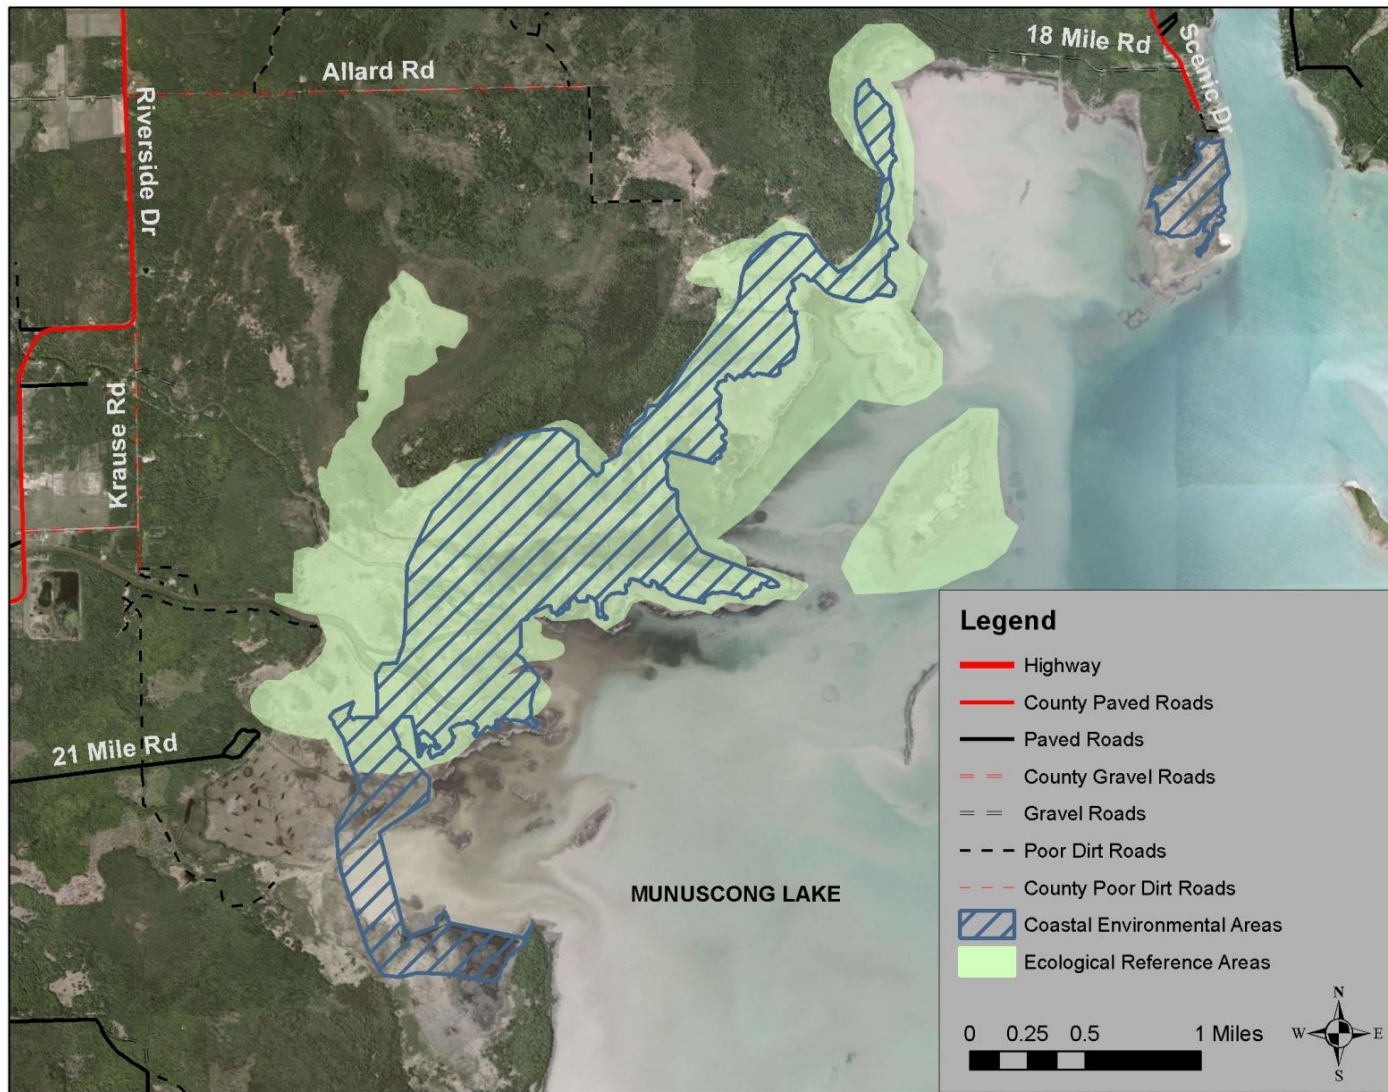 18 Mile Rd
Scenic Dr
Allard Rd
Riverside Dr
Krause Rd
21 Mile Rd
MUNUSCONG LAKE
Legend
Highway
County Paved Roads
Paved Roads
County Gravel Roads
Gravel Roads
Poor Dirt Roads
County Poor Dirt Roads
Coastal Environmental Areas
Ecological Reference Areas
0 0.25 0.5 1 Miles
N
W E
S